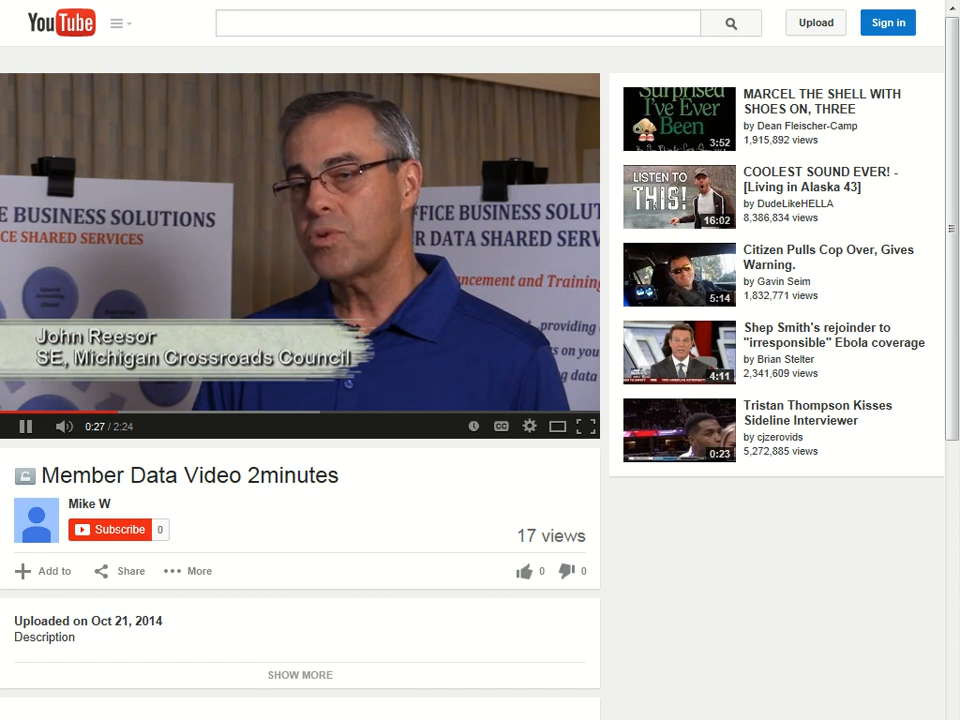 YouTube
Upload
Sign in
E BUSINESS SOLUTIONS
CE SHARED SERVICES
FFICE BUSINESS SOLUT
R DATA SHARED SERV
ncement and Training
providing
s on you
g data
John Reesor
SE, Michigan Crossroads Council
0:27 / 2:24
CC
Member Data Video 2minutes
Mike W
Subscribe 0
17 views
Add to
Share
More
0
0
Uploaded on Oct 21, 2014
Description
SHOW MORE
Surprised
I've Ever
Been
3:52
MARCEL THE SHELL WITH
SHOES ON, THREE
by Dean Fleischer-Camp
1,915,892 views
LISTEN TO
THIS!
16:02
COOLEST SOUND EVER! -
[Living in Alaska 43]
by DudeLikeHELLA
8,386,834 views
5:14
Citizen Pulls Cop Over, Gives
Warning.
by Gavin Seim
1,832,771 views
4:11
Shep Smith's rejoinder to
"irresponsible" Ebola coverage
by Brian Stelter
2,341,609 views
0:23
Tristan Thompson Kisses
Sideline Interviewer
by cjzerovids
5,272,885 views